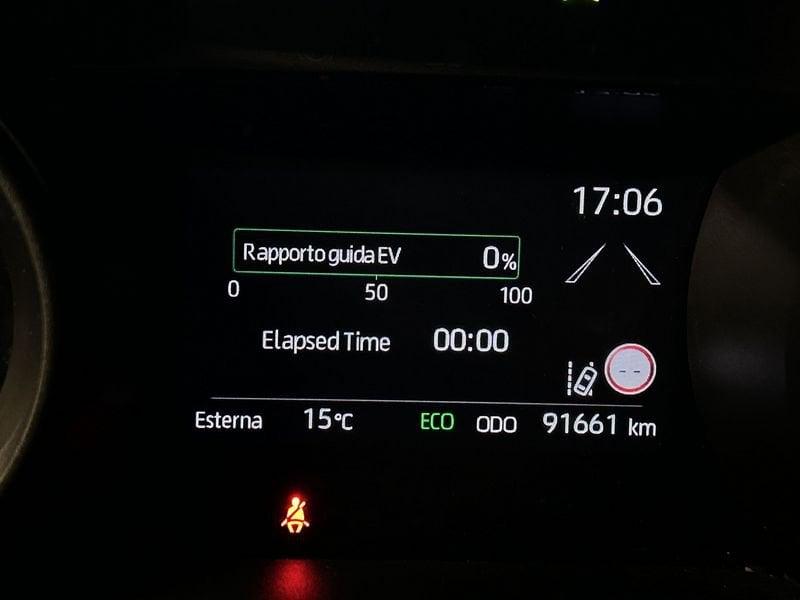 17:06
Rapporto guida EV 0%
0 50 100
Elapsed Time 00:00
--
Esterna 15°C ECO ODO 91661 km